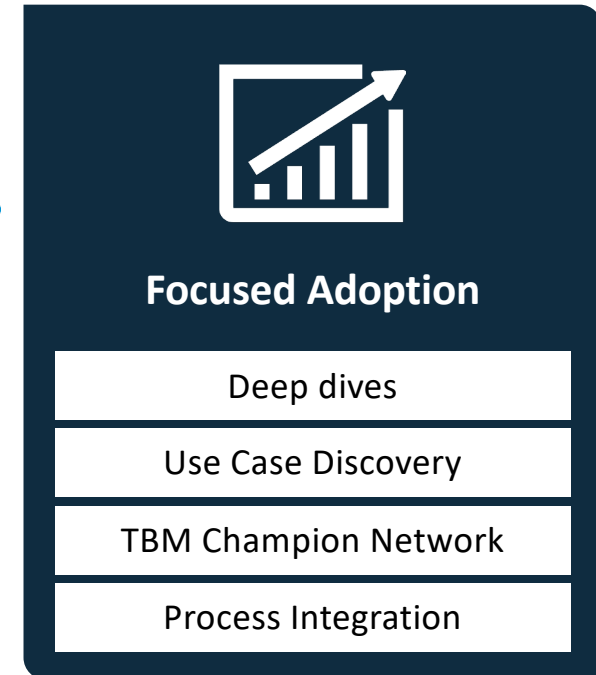 Focused Adoption
Deep dives
Use Case Discovery
TBM Champion Network
Process Integration